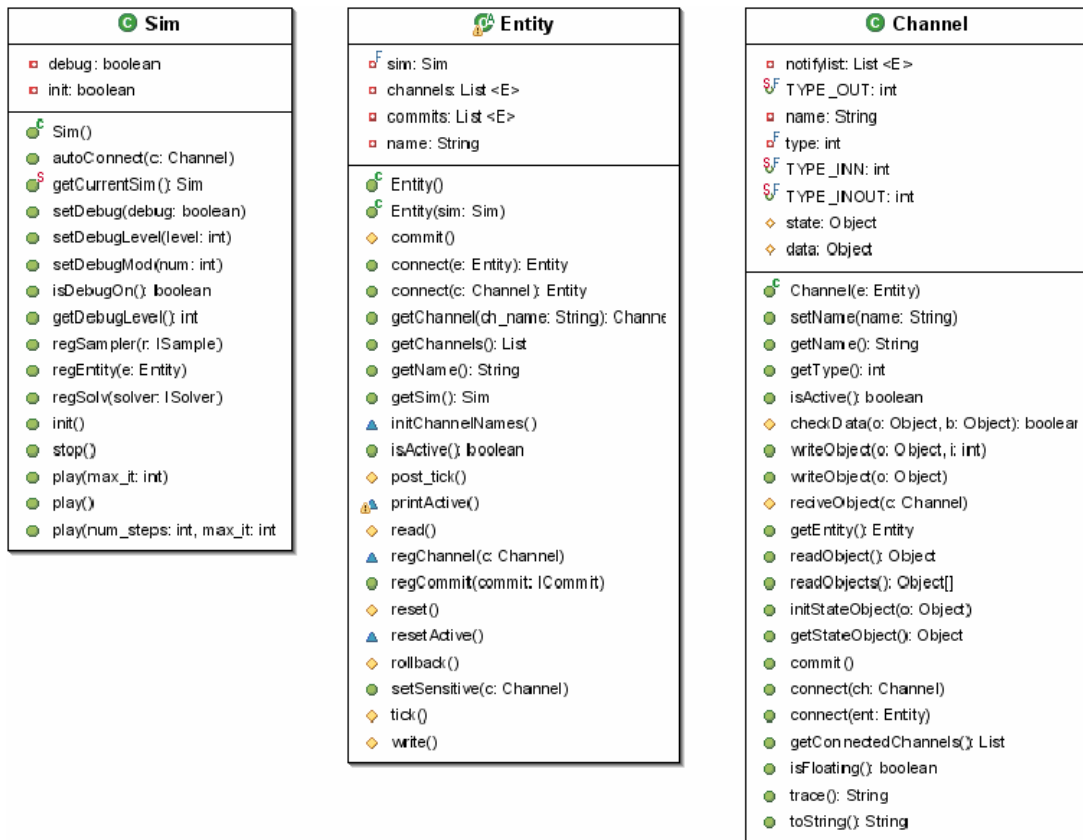 Sim
debug: boolean
init: boolean
Sim()
autoConnect(c: Channel)
getCurrentSim(): Sim
setDebug(debug: boolean)
setDebugLevel(level: int)
setDebugMod(num: int)
isDebugOn(): boolean
getDebugLevel(): int
regSampler(r: ISample)
regEntity(e: Entity)
regSolv(solver: ISolver)
init()
stop()
play(max_it: int)
play()
play(num_steps: int, max_it: int
Entity
sim: Sim
channels: List <E>
commits: List <E>
name: String
Entity()
Entity(sim: Sim)
commit()
connect(e: Entity): Entity
connect(c: Channel): Entity
getChannel(ch_name: String): Channe
getChannels(): List
getName(): String
getSim(): Sim
initChannelNames()
isActive(): boolean
post_tick()
printActive()
read()
regChannel(c: Channel)
regCommit(commit: ICommit)
reset()
resetActive()
rollback()
setSensitive(c: Channel)
tick()
write()
Channel
notifylist: List <E>
TYPE_OUT: int
name: String
type: int
TYPE_INN: int
TYPE_INOUT: int
state: Object
data: Object
Channel(e: Entity)
setName(name: String)
getName(): String
getType(): int
isActive(): boolean
checkData(o: Object, b: Object): boolear
writeObject(o: Object, i: int)
writeObject(o: Object)
reciveObject(c: Channel)
getEntity(): Entity
readObject(): Object
readObjects(): Object[]
initStateObject(o: Object)
getStateObject(): Object
commit()
connect(ch: Channel)
connect(ent: Entity)
getConnectedChannels(): List
isFloating(): boolean
trace(): String
toString(): String